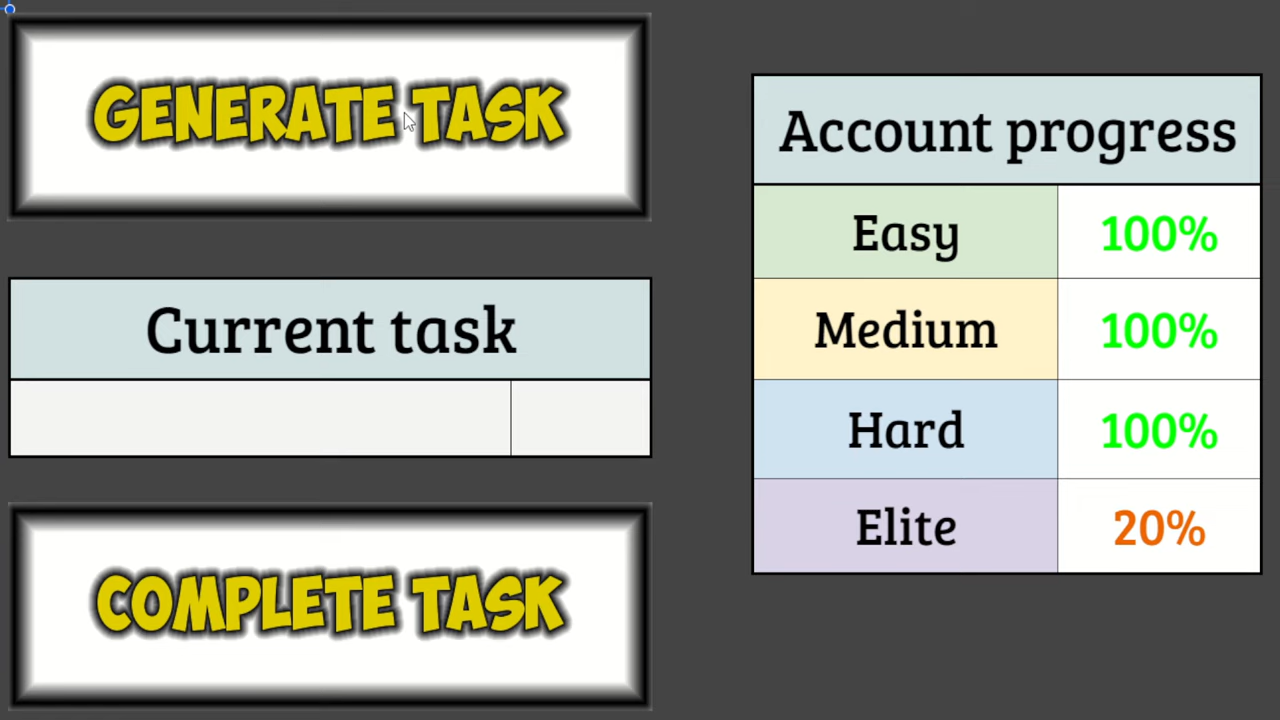 GENERATE TASK
Current task
COMPLETE TASK
Account progress
Easy 100%
Medium 100%
Hard 100%
Elite 20%